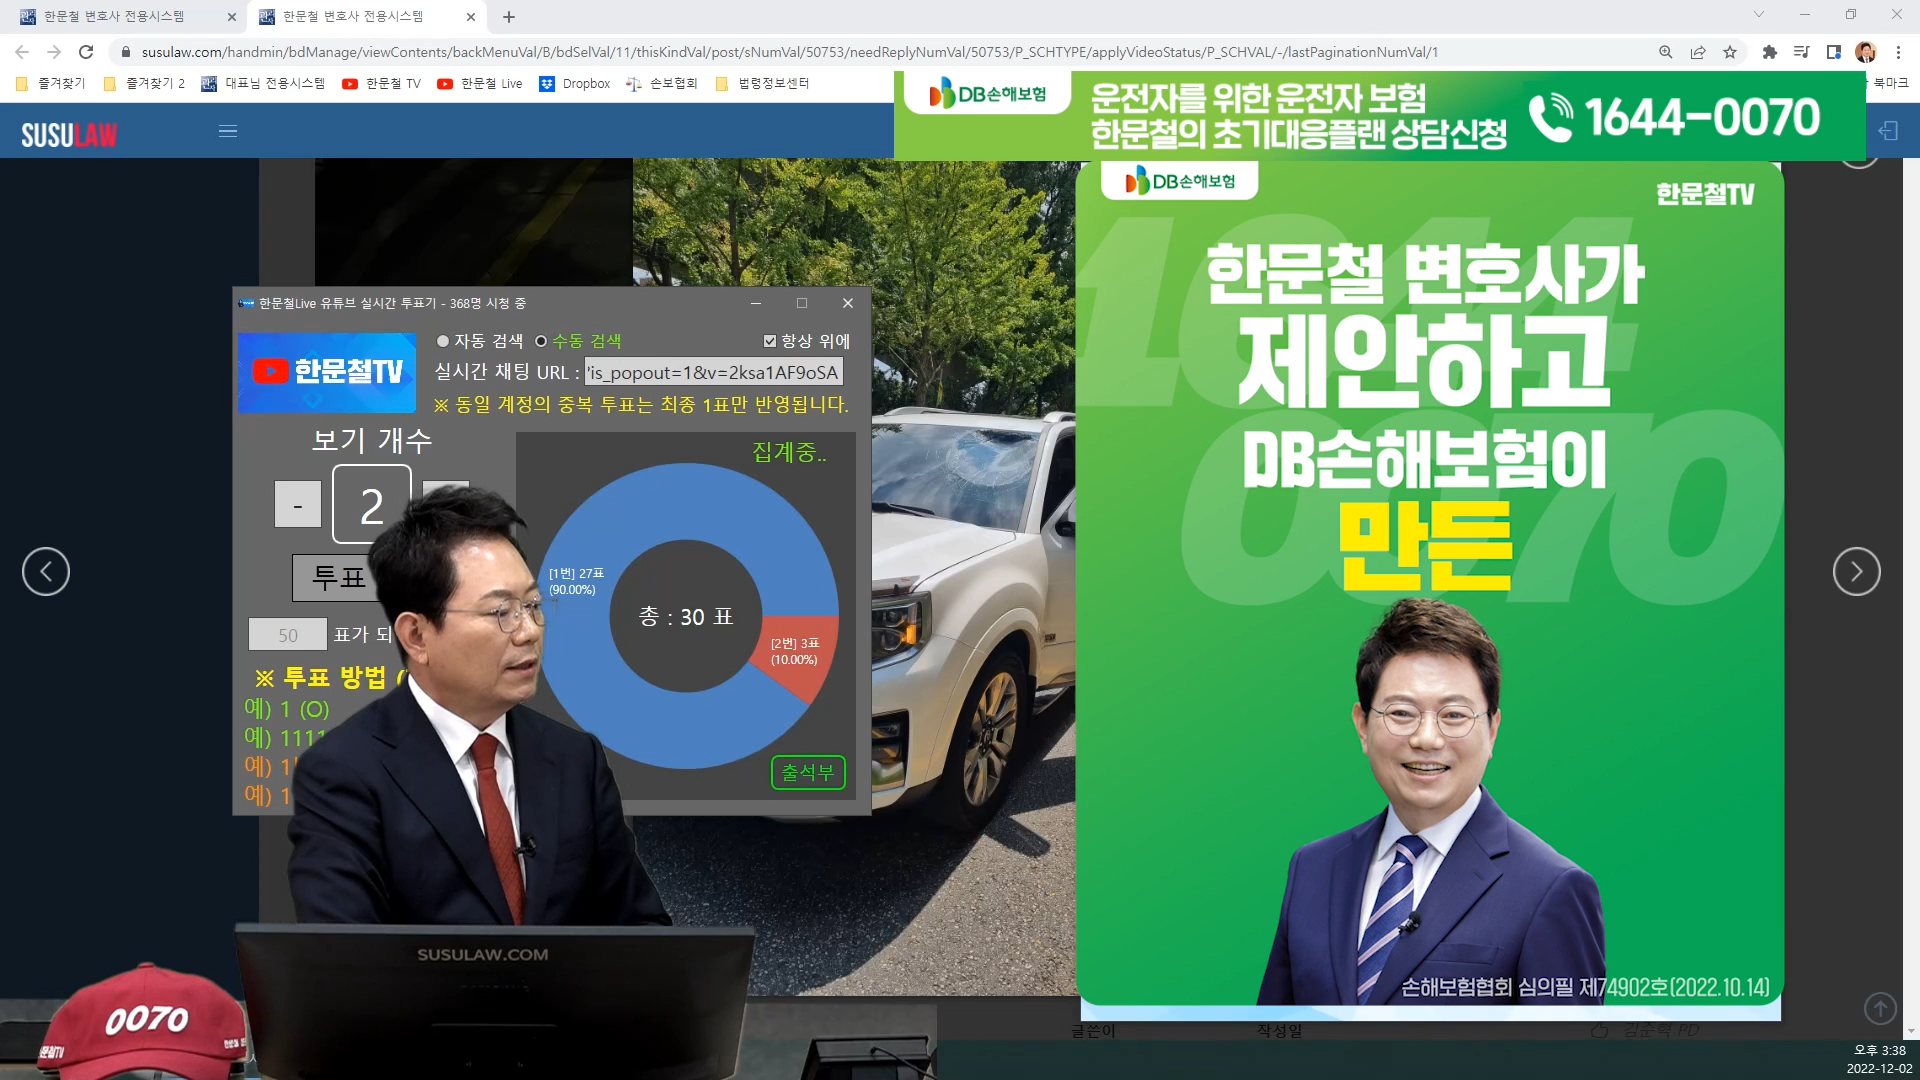 한문철 변호사 전용시스템
한문철 변호사 전용시스템
susulaw.com/handmin/bdManage/viewContents/backMenuVal/B/bdSelVal/11/thisKindVal/post/sNumVal/50753/needReplyNumVal/50753/P_SCHTYPE/applyVideoStatus/P_SCHVAL/-/lastPaginationNumVal/1
즐겨찾기
즐겨찾기 2
대표님 전용시스템
한문철 TV
한문철 Live
Dropbox
손보협회
법령정보센터
북마크
DB손해보험
운전자를 위한 운전자 보험
한문철의 초기대응플랜 상담신청
1644-0070
SUSULAW
DB손해보험
한문철TV
1644
0070
한문철 변호사가
제안하고
DB손해보험이
만든
손해보험협회 심의필 제74902호(2022.10.14)
한문철Live 유튜브 실시간 투표기 - 368명 시청 중
한문철TV
자동 검색
수동 검색
항상 위에
실시간 채팅 URL :
?is_popout=1&v=2ksa1AF9oSA
※ 동일 계정의 중복 투표는 최종 1표만 반영됩니다.
보기 개수
-
2
투표
50 표가 되
※ 투표 방법 (
예) 1 (O)
예) 1111
예) 1
예) 1
집계중..
[1번] 27표
(90.00%)
총 : 30 표
[2번] 3표
(10.00%)
출석부
SUSULAW.COM
0070
한문철TV
글쓴이
작성일
김준혁 PD
오후 3:38
2022-12-02